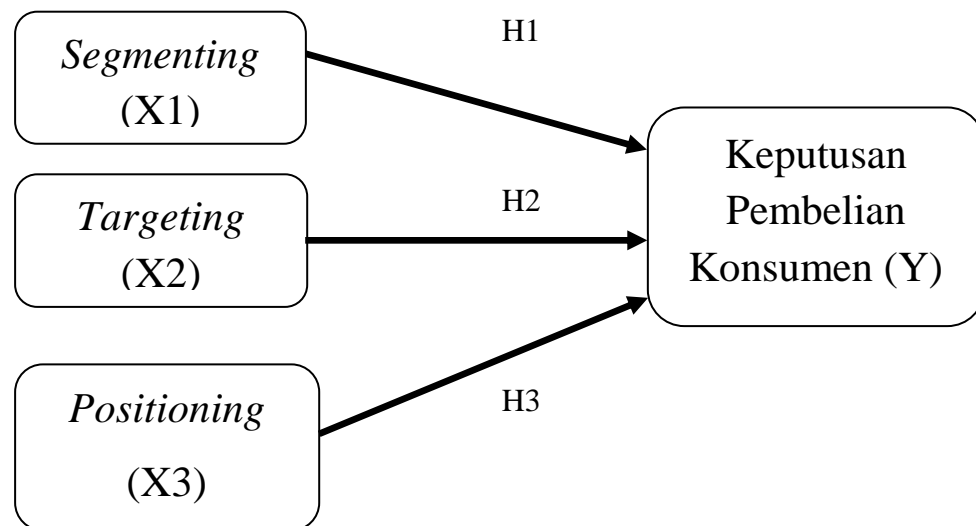 Segmenting
(X1)
H1
Targeting
(X2)
H2
Positioning
(X3)
H3
Keputusan
Pembelian
Konsumen (Y)